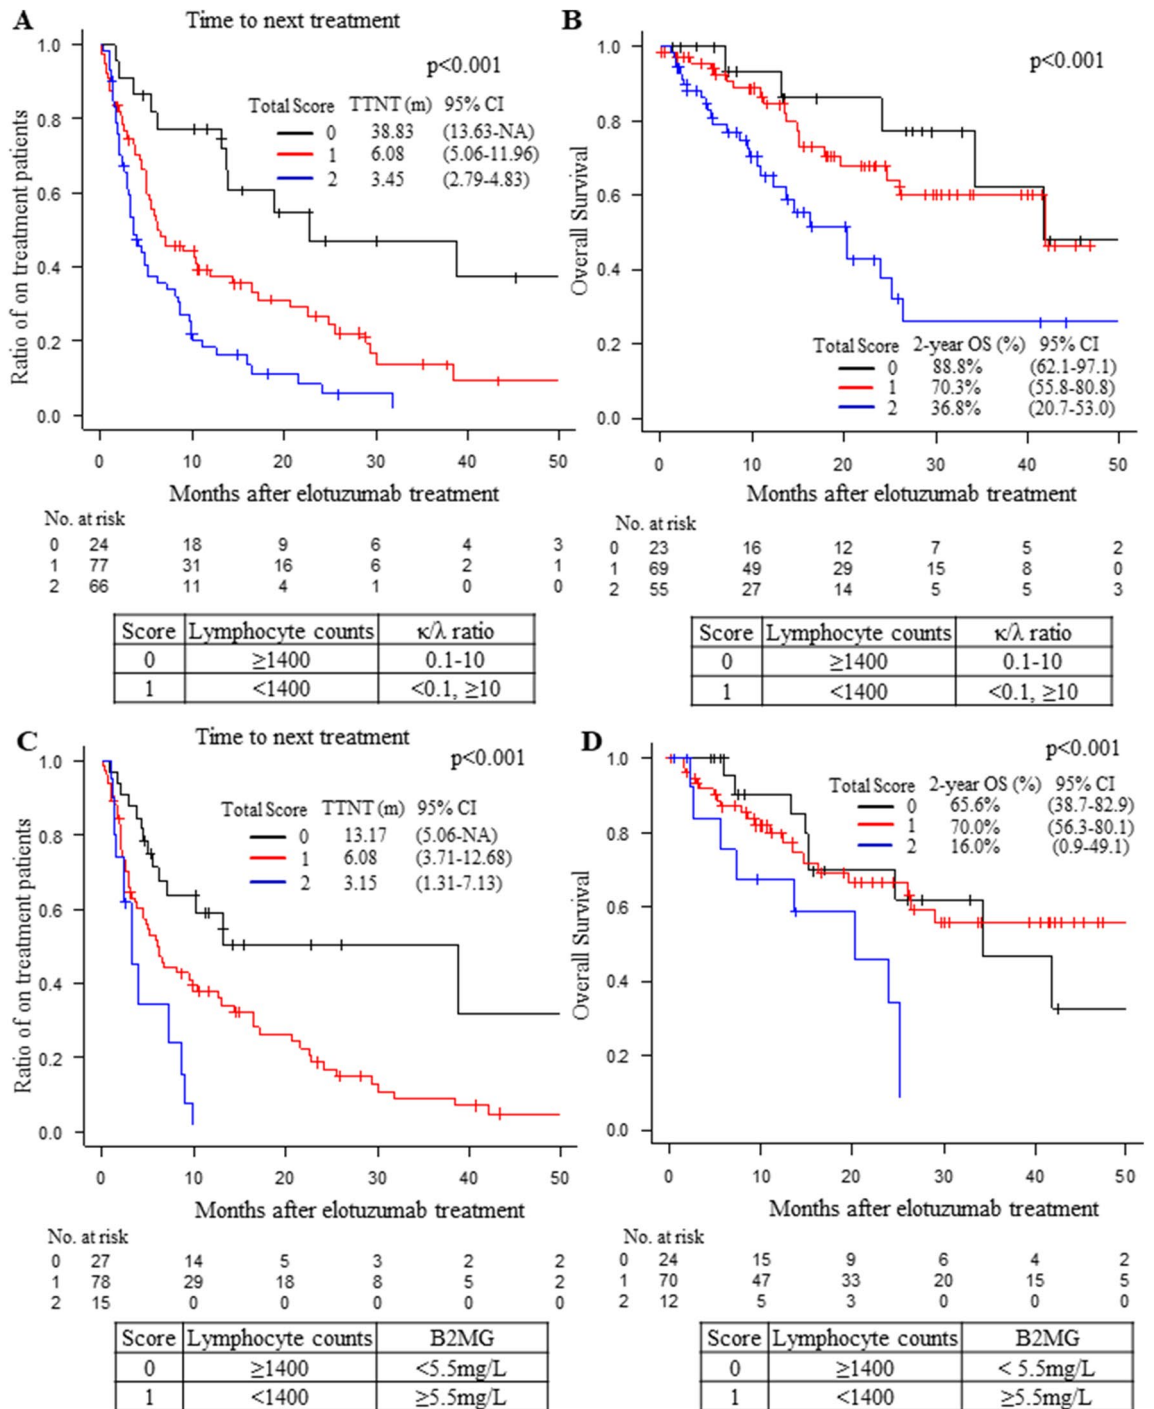 A
Time to next treatment
p<0.001
Total Score TTNT (m) 95% CI
0 38.83 (13.63-NA)
1 6.08 (5.06-11.96)
2 3.45 (2.79-4.83)
Ratio of on treatment patients
1.0
0.8
0.6
0.4
0.2
0.0
0 10 20 30 40 50
Months after elotuzumab treatment
No. at risk
0 24 18 9 6 4 3
1 77 31 16 6 2 1
2 66 11 4 1 0 0
Score Lymphocyte counts κ/λ ratio
0 ≥1400 0.1-10
1 <1400 <0.1, ≥10
B
p<0.001
Overall Survival
1.0
0.8
0.6
0.4
0.2
0.0
Total Score 2-year OS (%) 95% CI
0 88.8% (62.1-97.1)
1 70.3% (55.8-80.8)
2 36.8% (20.7-53.0)
0 10 20 30 40 50
Months after elotuzumab treatment
No. at risk
0 23 16 12 7 5 2
1 69 49 29 15 8 0
2 55 27 14 5 5 3
Score Lymphocyte counts κ/λ ratio
0 ≥1400 0.1-10
1 <1400 <0.1, ≥10
C
Time to next treatment
p<0.001
Total Score TTNT (m) 95% CI
0 13.17 (5.06-NA)
1 6.08 (3.71-12.68)
2 3.15 (1.31-7.13)
Ratio of on treatment patients
1.0
0.8
0.6
0.4
0.2
0.0
0 10 20 30 40 50
Months after elotuzumab treatment
No. at risk
0 27 14 5 3 2 2
1 78 29 18 8 5 2
2 15 0 0 0 0 0
Score Lymphocyte counts B2MG
0 ≥1400 <5.5mg/L
1 <1400 ≥5.5mg/L
D
p<0.001
Total Score 2-year OS (%) 95% CI
0 65.6% (38.7-82.9)
1 70.0% (56.3-80.1)
2 16.0% (0.9-49.1)
Overall Survival
1.0
0.8
0.6
0.4
0.2
0.0
0 10 20 30 40 50
Months after elotuzumab treatment
No. at risk
0 24 15 9 6 4 2
1 70 47 33 20 15 5
2 12 5 3 0 0 0
Score Lymphocyte counts B2MG
0 ≥1400 < 5.5mg/L
1 <1400 ≥5.5mg/L